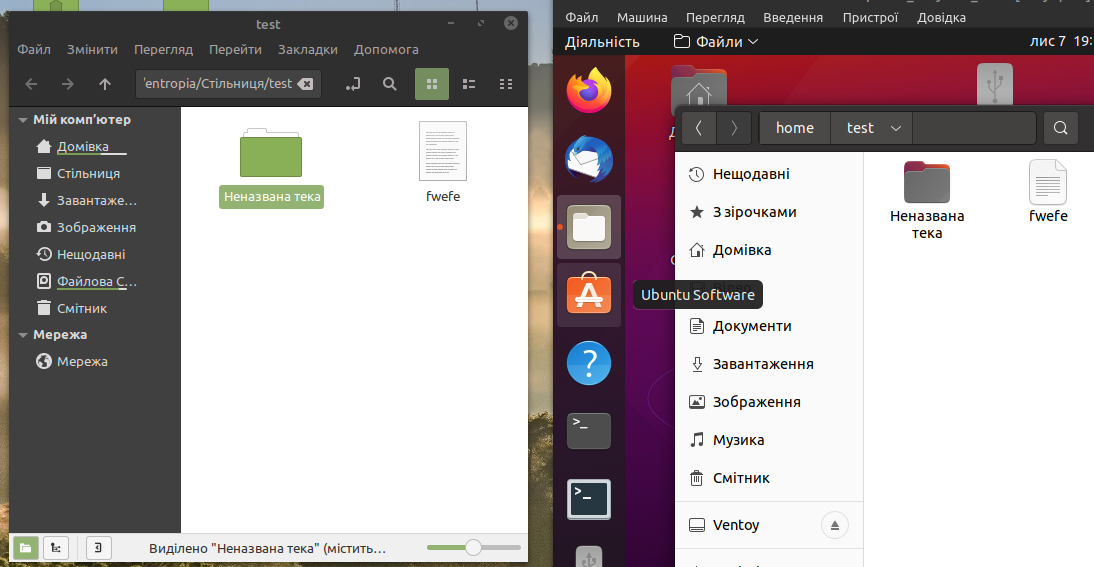 test
Файл Змінити Перегляд Перейти Закладки Допомога
'entropia/Стільниця/test
Мій комп'ютер
Домівка
Стільниця
Завантаже...
Зображення
Нещодавні
Файлова С...
Смітник
Мережа
Мережа
Неназвана тека
fwefe
Виділено "Неназвана тека" (містить...
Файл Машина Перегляд Введення Пристрої Довідка
Діяльність Файли лис 7 19:
home test
Нещодавні
З зірочками
Домівка
Ubuntu Software
Документи
Завантаження
Зображення
Музика
Смітник
Ventoy
Неназвана
тека
fwefe